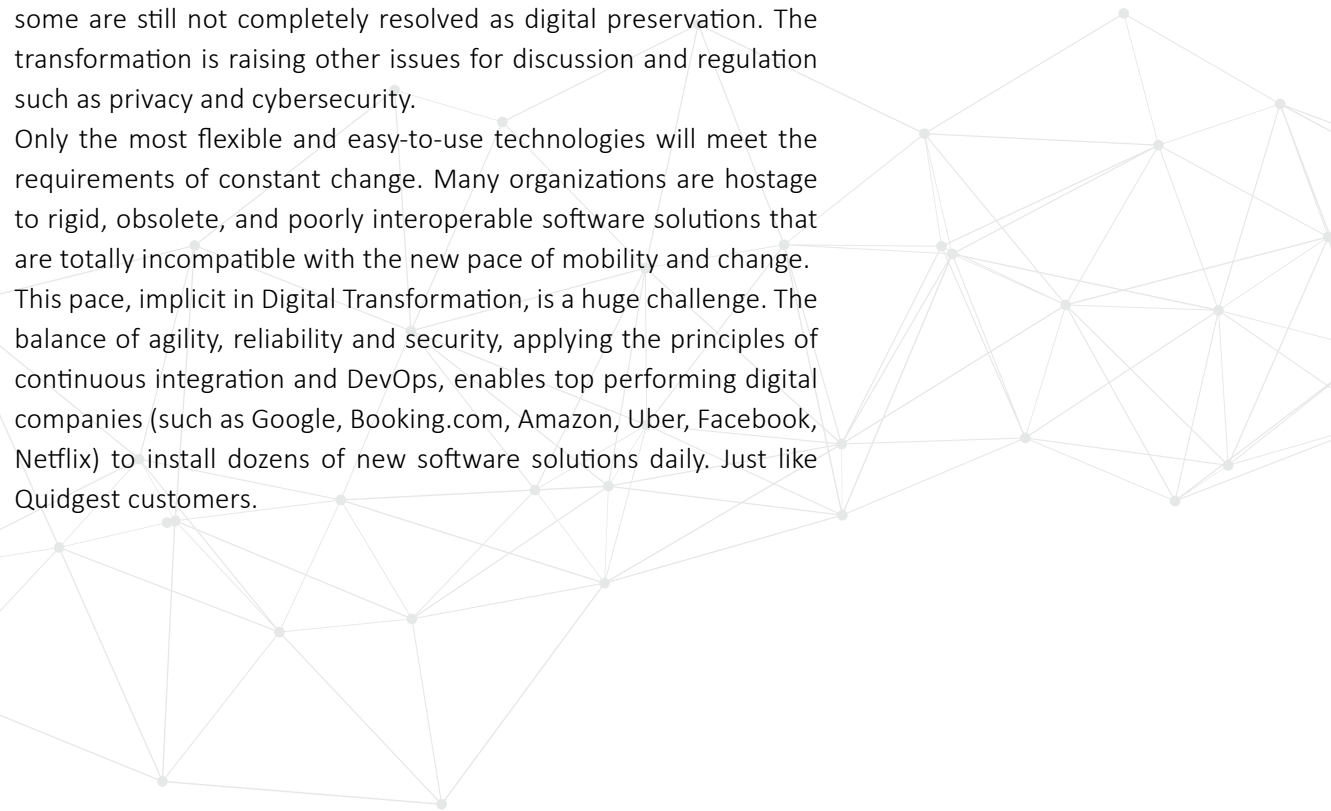 some are still not completely resolved as digital preservation. The
transformation is raising other issues for discussion and regulation
such as privacy and cybersecurity.
Only the most flexible and easy-to-use technologies will meet the
requirements of constant change. Many organizations are hostage
to rigid, obsolete, and poorly interoperable software solutions that
are totally incompatible with the new pace of mobility and change.
This pace, implicit in Digital Transformation, is a huge challenge. The
balance of agility, reliability and security, applying the principles of
continuous integration and DevOps, enables top performing digital
companies (such as Google, Booking.com, Amazon, Uber, Facebook,
Netflix) to install dozens of new software solutions daily. Just like
Quidgest customers.